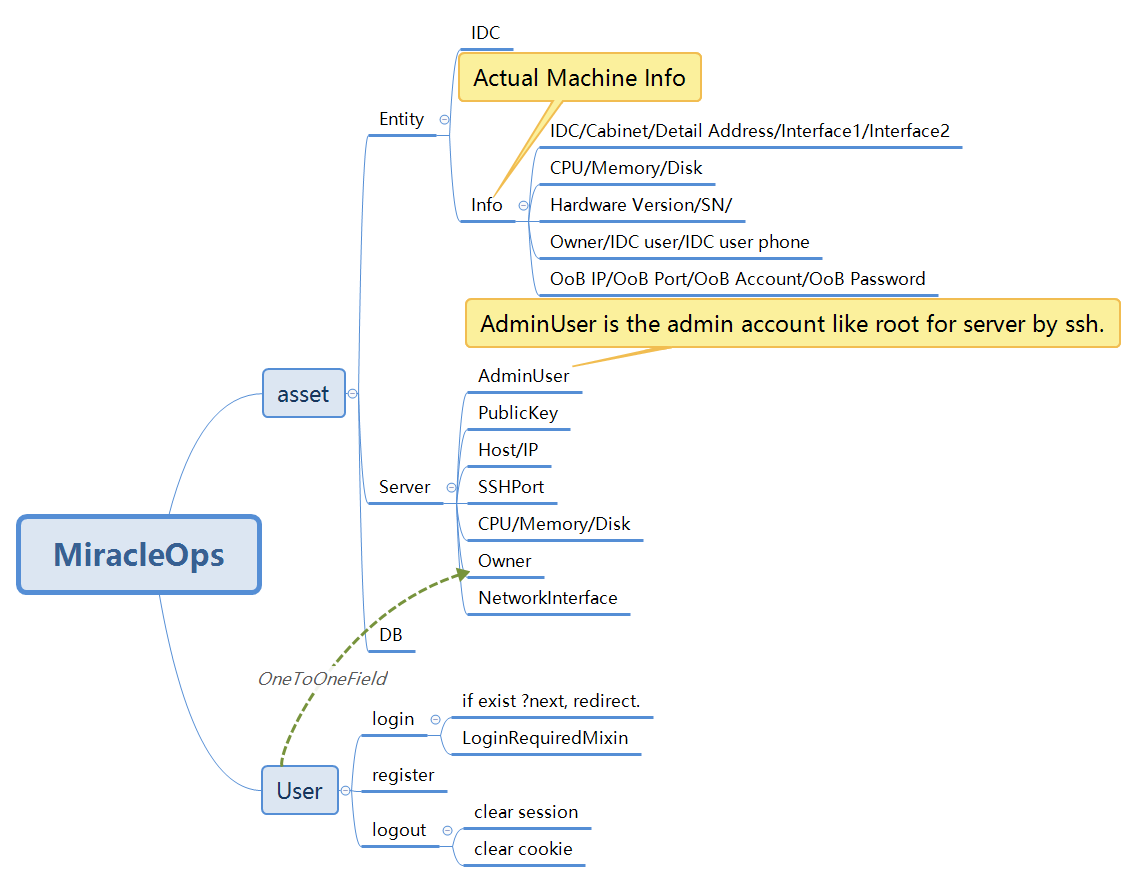 IDC
Actual Machine Info
Entity
IDC/Cabinet/Detail Address/Interface1/Interface2
CPU/Memory/Disk
Info
Hardware Version/SN/
Owner/IDC user/IDC user phone
OoB IP/OoB Port/OoB Account/OoB Password
AdminUser is the admin account like root for server by ssh.
asset
AdminUser
PublicKey
Host/IP
Server
SSHPort
CPU/Memory/Disk
Owner
NetworkInterface
MiracleOps
DB
OneToOneField
if exist ?next, redirect.
login
LoginRequiredMixin
register
User
clear session
logout
clear cookie